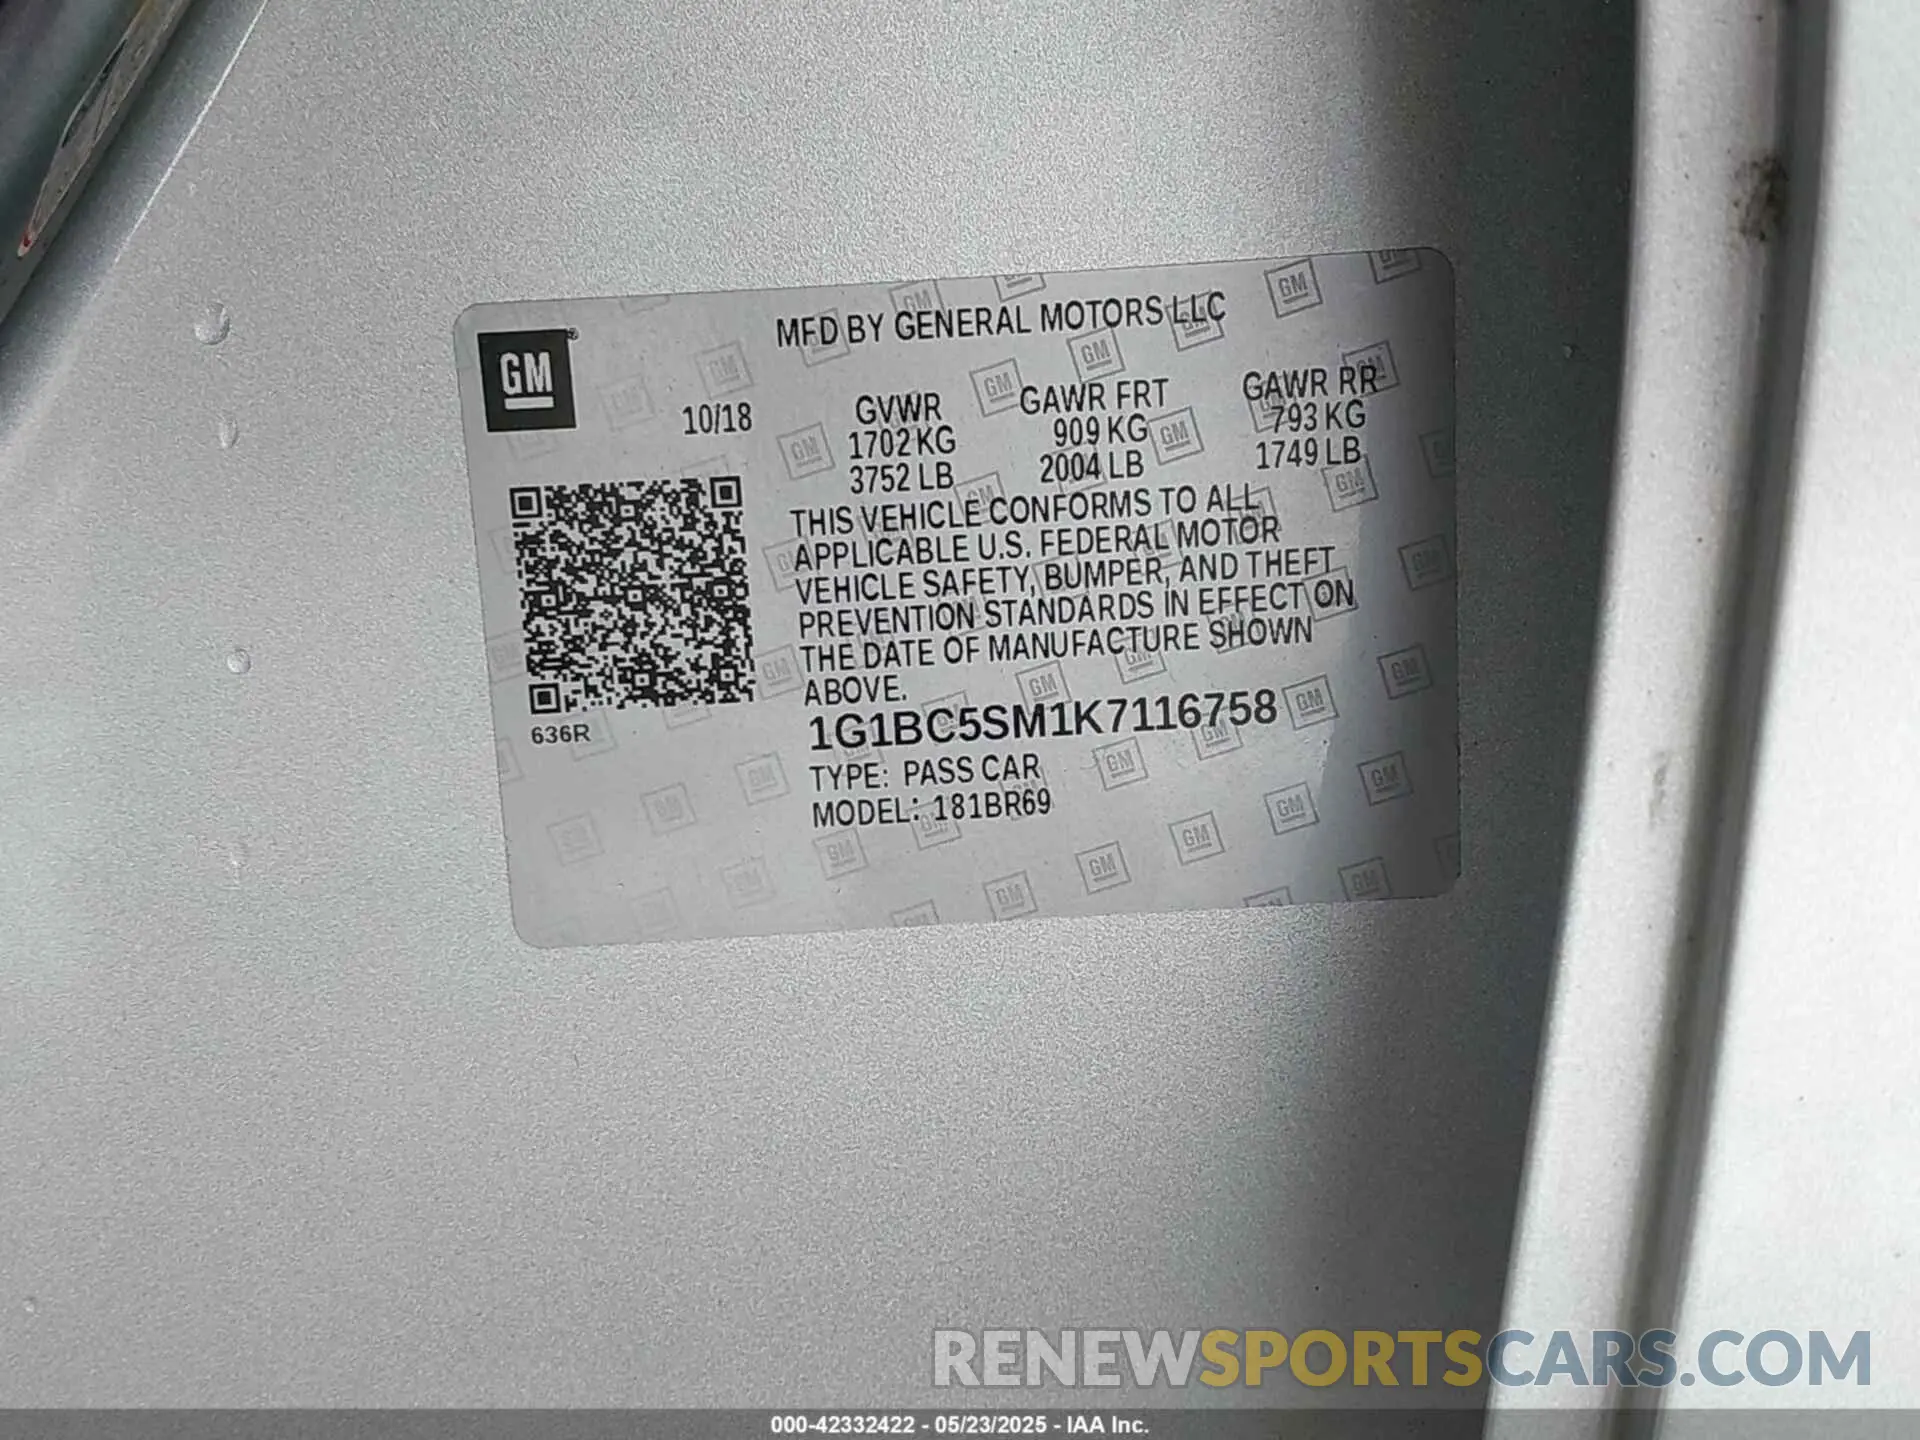 MFD BY GENERAL MOTORS LLC
GM
10/18
GVWR GAWR FRT GAWR RR
1702 KG 909 KG 793 KG
3752 LB 2004 LB 1749 LB
THIS VEHICLE CONFORMS TO ALL
APPLICABLE U.S. FEDERAL MOTOR
VEHICLE SAFETY, BUMPER, AND THEFT
PREVENTION STANDARDS IN EFFECT ON
THE DATE OF MANUFACTURE SHOWN
ABOVE.
636R
1G1BC5SM1K7116758
TYPE: PASS CAR
MODEL: 181BR69
RENEWSPORTSCARS.COM
000-42332422 - 05/23/2025 - IAA Inc.